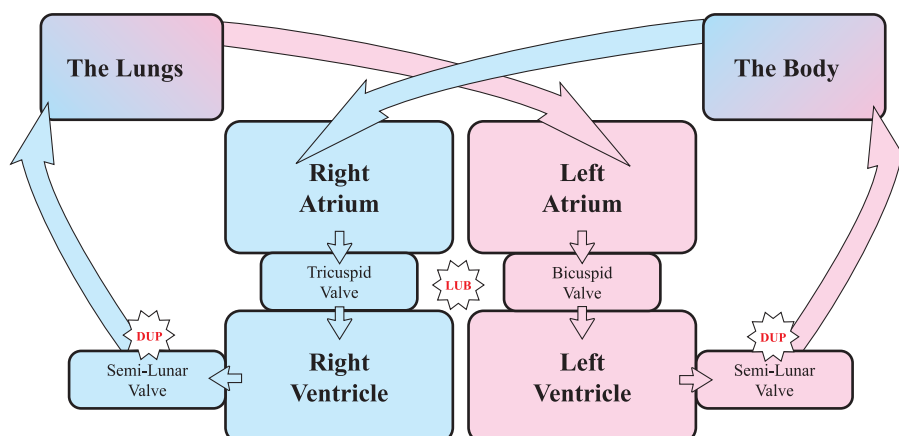 The Lungs
The Body
Right
Atrium
Left
Atrium
Tricuspid
Valve
LUB
Bicuspid
Valve
DUP
Semi-Lunar
Valve
Right
Ventricle
Left
Ventricle
DUP
Semi-Lunar
Valve